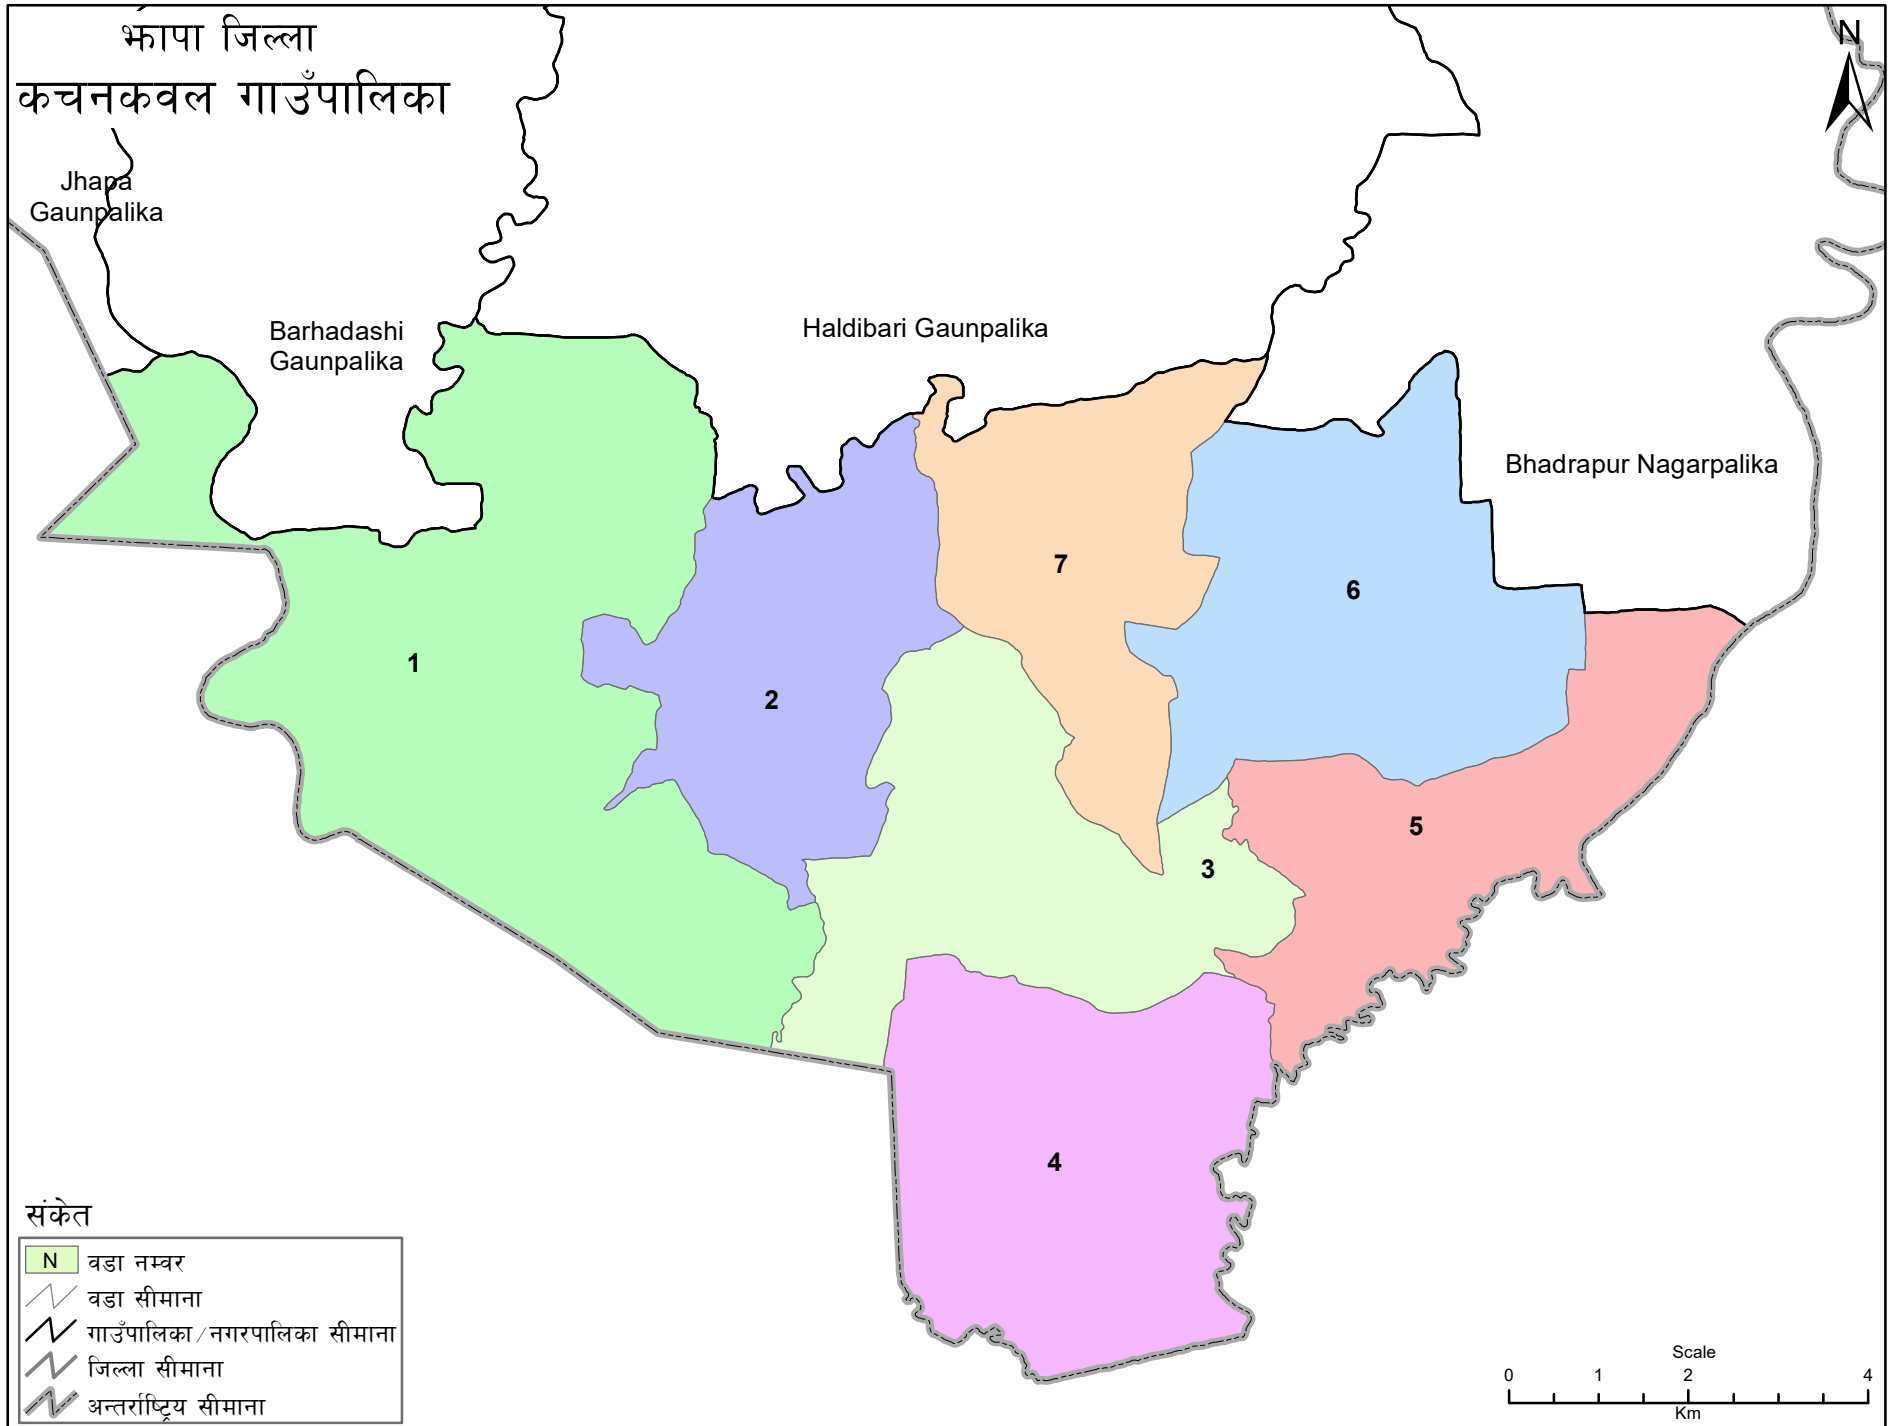 झापा जिल्ला
कचनकवल गाउँपालिका
N
Jhapa
Gaunpalika
Barhadashi
Gaunpalika
Haldibari Gaunpalika
Bhadrapur Nagarpalika
7
6
1
2
5
3
4
संकेत
N वडा नम्वर
वडा सीमाना
गाउँपालिका/नगरपालिका सीमाना
जिल्ला सीमाना
अन्तर्राष्ट्रिय सीमाना
Scale
0 1 2 4
Km